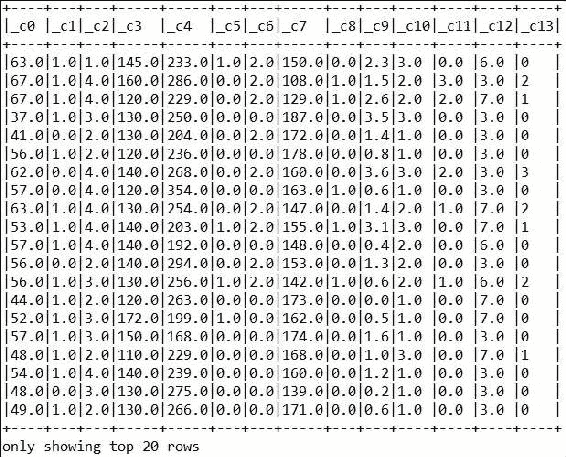 +----+---+---+-----+-----+---+---+-----+---+---+----+----+----+----+
|_c0 |_c1|_c2|_c3  |_c4  |_c5|_c6|_c7  |_c8|_c9|_c10|_c11|_c12|_c13|
+----+---+---+-----+-----+---+---+-----+---+---+----+----+----+----+
|63.0|1.0|1.0|145.0|233.0|1.0|2.0|150.0|0.0|2.3|3.0 |0.0 |6.0 |0   |
|67.0|1.0|4.0|160.0|286.0|0.0|2.0|108.0|1.0|1.5|2.0 |3.0 |3.0 |2   |
|67.0|1.0|4.0|120.0|229.0|0.0|2.0|129.0|1.0|2.6|2.0 |2.0 |7.0 |1   |
|37.0|1.0|3.0|130.0|250.0|0.0|0.0|187.0|0.0|3.5|3.0 |0.0 |3.0 |0   |
|41.0|0.0|2.0|130.0|204.0|0.0|2.0|172.0|0.0|1.4|1.0 |0.0 |3.0 |0   |
|56.0|1.0|2.0|120.0|236.0|0.0|0.0|178.0|0.0|0.8|1.0 |0.0 |3.0 |0   |
|62.0|0.0|4.0|140.0|268.0|0.0|2.0|160.0|0.0|3.6|3.0 |2.0 |3.0 |3   |
|57.0|0.0|4.0|120.0|354.0|0.0|0.0|163.0|1.0|0.6|1.0 |0.0 |3.0 |0   |
|63.0|1.0|4.0|130.0|254.0|0.0|2.0|147.0|0.0|1.4|2.0 |1.0 |7.0 |2   |
|53.0|1.0|4.0|140.0|203.0|1.0|2.0|155.0|1.0|3.1|3.0 |0.0 |7.0 |1   |
|57.0|1.0|4.0|140.0|192.0|0.0|0.0|148.0|0.0|0.4|2.0 |0.0 |6.0 |0   |
|56.0|0.0|2.0|140.0|294.0|0.0|2.0|153.0|0.0|1.3|2.0 |0.0 |3.0 |0   |
|56.0|1.0|3.0|130.0|256.0|1.0|2.0|142.0|1.0|0.6|2.0 |1.0 |6.0 |2   |
|44.0|1.0|2.0|120.0|263.0|0.0|0.0|173.0|0.0|0.0|1.0 |0.0 |7.0 |0   |
|52.0|1.0|3.0|172.0|199.0|1.0|0.0|162.0|0.0|0.5|1.0 |0.0 |7.0 |0   |
|57.0|1.0|3.0|150.0|168.0|0.0|0.0|174.0|0.0|1.6|1.0 |0.0 |3.0 |0   |
|48.0|1.0|2.0|110.0|229.0|0.0|0.0|168.0|0.0|1.0|3.0 |0.0 |7.0 |1   |
|54.0|1.0|4.0|140.0|239.0|0.0|0.0|160.0|0.0|1.2|1.0 |0.0 |3.0 |0   |
|48.0|0.0|3.0|130.0|275.0|0.0|0.0|139.0|0.0|0.2|1.0 |0.0 |3.0 |0   |
|49.0|1.0|2.0|130.0|266.0|0.0|0.0|171.0|0.0|0.6|1.0 |0.0 |3.0 |0   |
+----+---+---+-----+-----+---+---+-----+---+---+----+----+----+----+
only showing top 20 rows